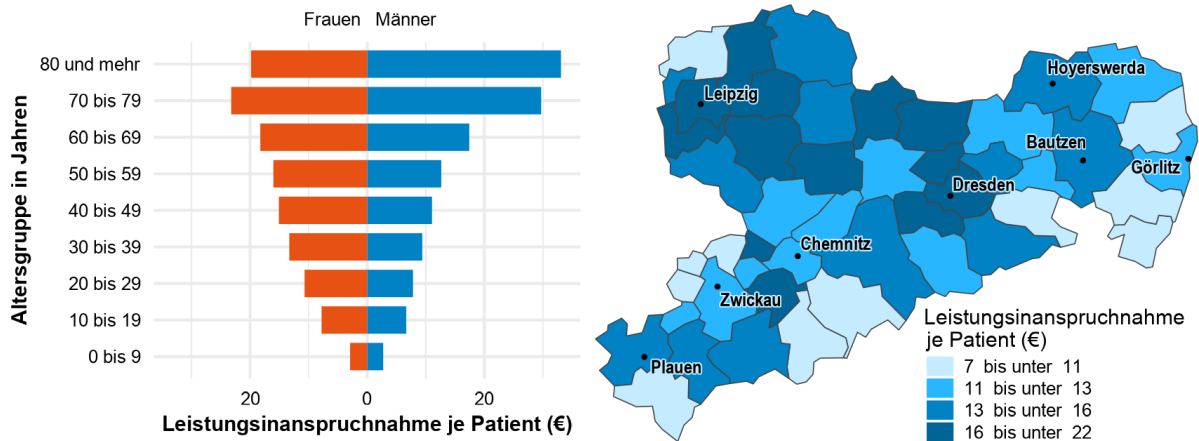 Frauen Männer
Altersgruppe in Jahren
80 und mehr
70 bis 79
60 bis 69
50 bis 59
40 bis 49
30 bis 39
20 bis 29
10 bis 19
0 bis 9
20 0 20
Leistungsinanspruchnahme je Patient (€)
Hoyerswerda
Leipzig
Bautzen
Görlitz
Dresden
Chemnitz
Zwickau
Plauen
Leistungsinanspruchnahme
je Patient (€)
7 bis unter 11
11 bis unter 13
13 bis unter 16
16 bis unter 22